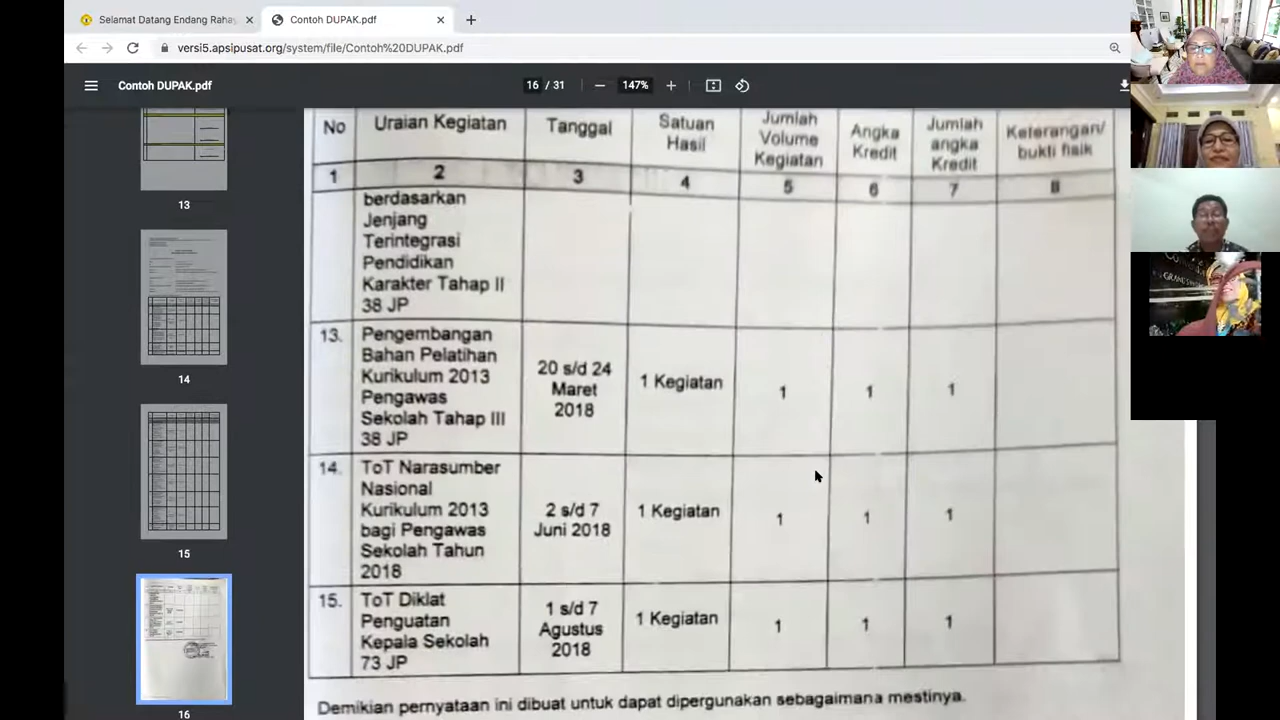 Selamat Datang Endang Rahay
Contoh DUPAK.pdf
versi5.apsipusat.org/system/file/Contoh%20DUPAK.pdf
Contoh DUPAK.pdf
16 / 31
147%
13
14
15
16
No
Uraian Kegiatan
Tanggal
Satuan
Hasil
Jumlah
Volume
Kegiatan
Angka
Kredit
Jumlah
angka
Kredit
Keterangan/
bukti fisik
1
2
3
4
5
6
7
8
berdasarkan
Jenjang
Terintegrasi
Pendidikan
Karakter Tahap II
38 JP
13.
Pengembangan
Bahan Pelatihan
Kurikulum 2013
Pengawas
Sekolah Tahap III
38 JP
20 s/d 24
Maret
2018
1 Kegiatan
1
1
1
14.
ToT Narasumber
Nasional
Kurikulum 2013
bagi Pengawas
Sekolah Tahun
2018
2 s/d 7
Juni 2018
1 Kegiatan
1
1
1
15.
ToT Diklat
Penguatan
Kepala Sekolah
73 JP
1 s/d 7
Agustus
2018
1 Kegiatan
1
1
1
Demikian pernyataan ini dibuat untuk dapat dipergunakan sebagaimana mestinya.